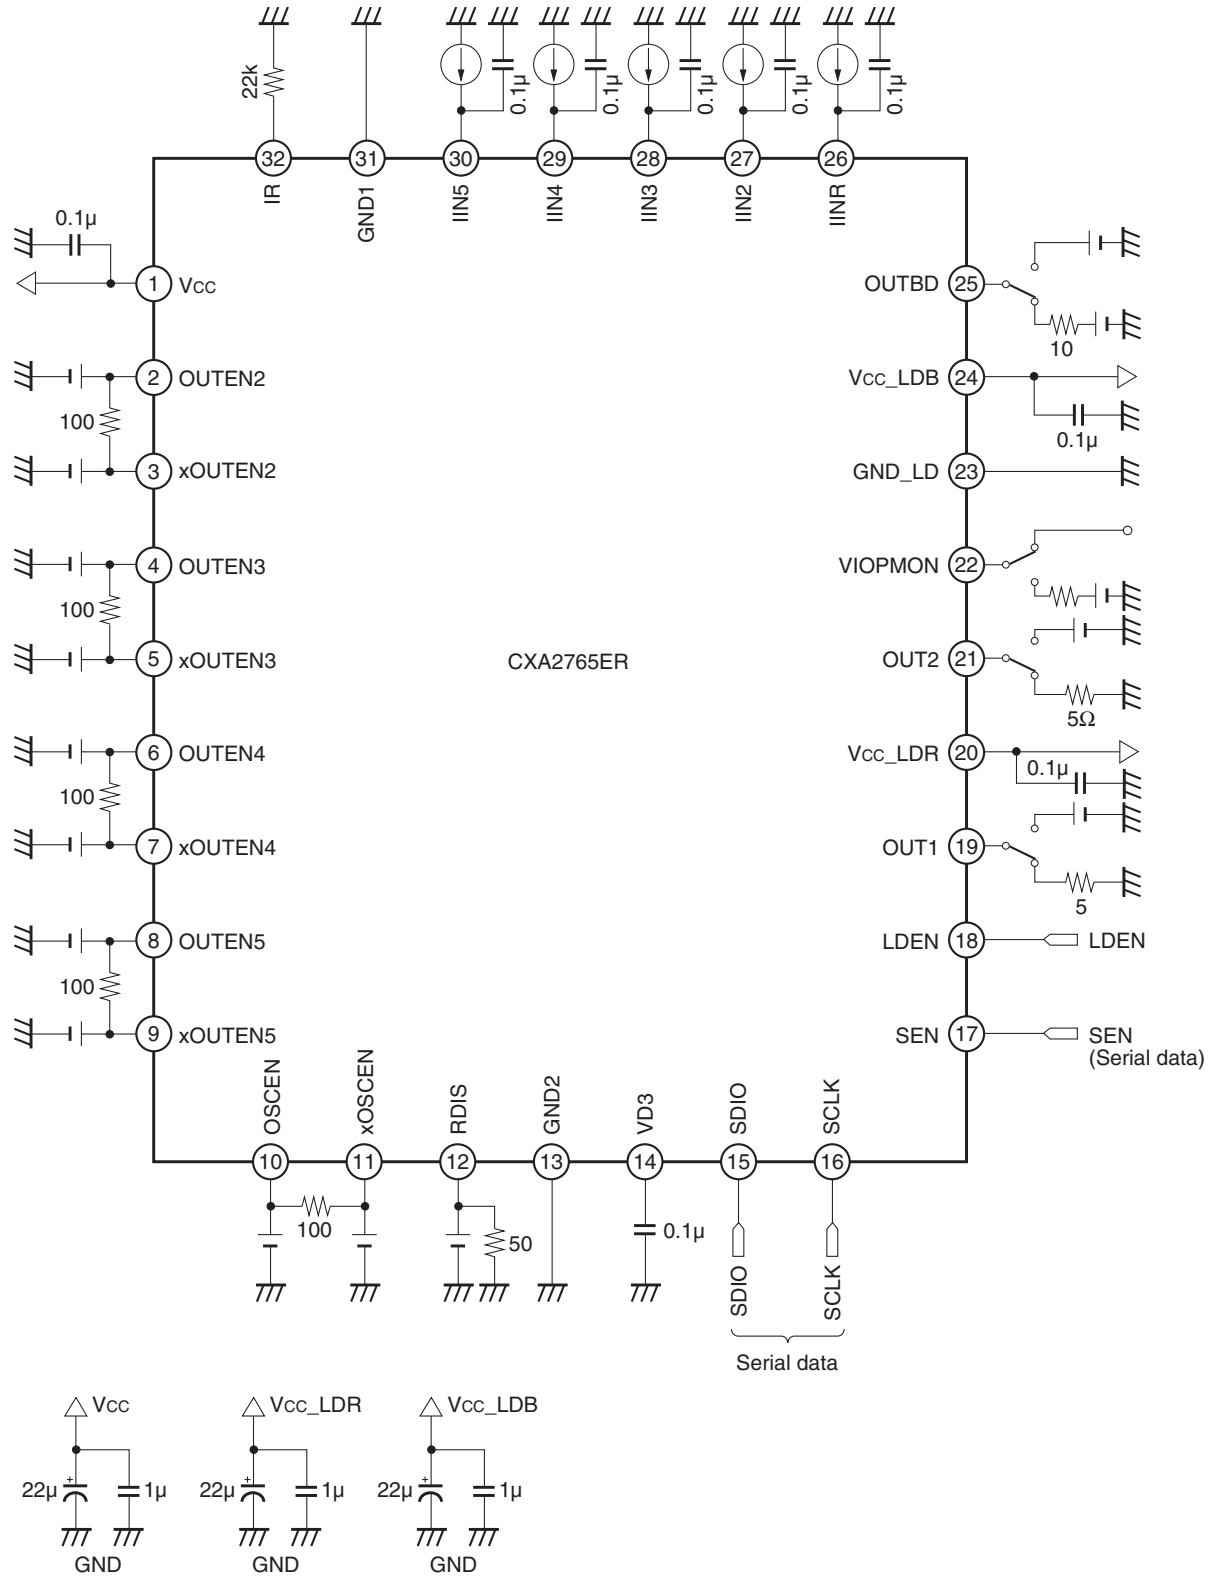 22k
0.1µ
0.1µ
0.1µ
0.1µ
0.1µ
32
31
30
29
28
27
26
IR
GND1
IIN5
IIN4
IIN3
IIN2
IINR
0.1µ
1
VCC
2
OUTEN2
100
3
xOUTEN2
4
OUTEN3
100
5
xOUTEN3
6
OUTEN4
100
7
xOUTEN4
8
OUTEN5
100
9
xOUTEN5
CXA2765ER
OUTBD
25
10
VCC_LDB
24
0.1µ
GND_LD
23
VIOPMON
22
OUT2
21
5Ω
VCC_LDR
20
0.1µ
OUT1
19
5
LDEN
18
LDEN
SEN
17
SEN
(Serial data)
OSCEN
xOSCEN
RDIS
GND2
VD3
SDIO
SCLK
10
11
12
13
14
15
16
100
50
0.1µ
SDIO
SCLK
Serial data
VCC
+
22µ
1µ
GND
VCC_LDR
+
22µ
1µ
GND
VCC_LDB
+
22µ
1µ
GND